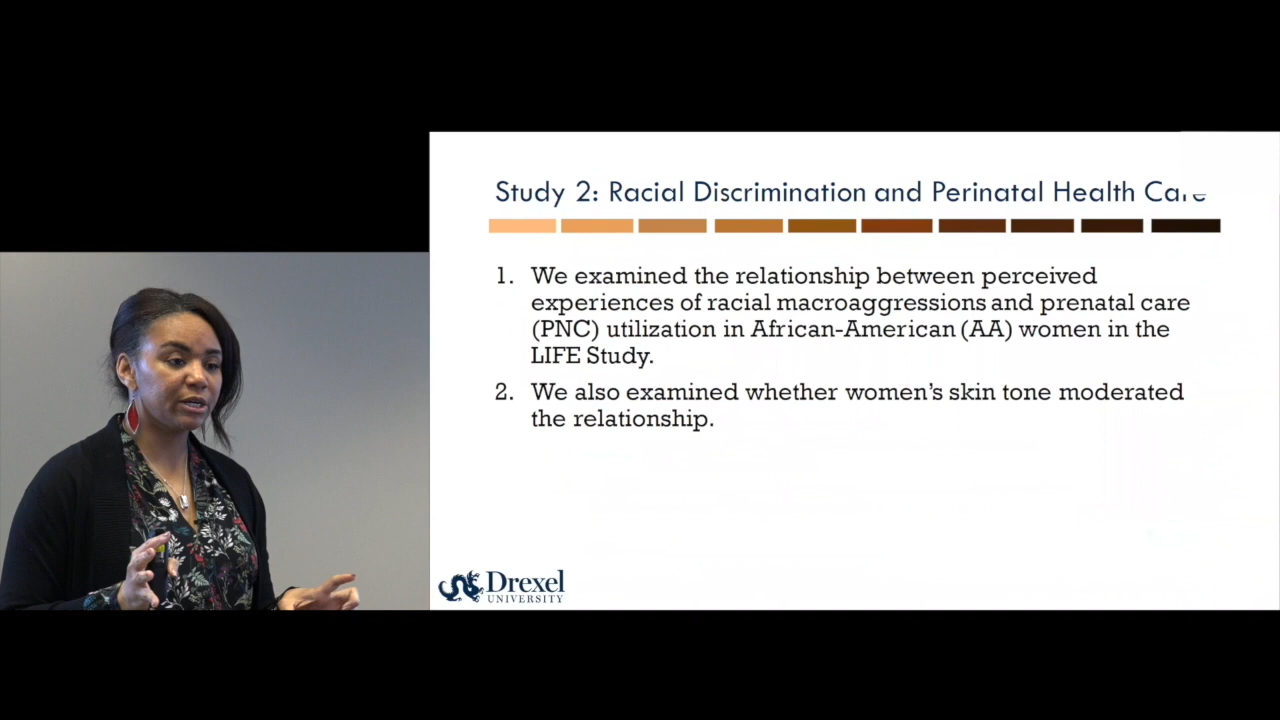 Study 2: Racial Discrimination and Perinatal Health Care
1. We examined the relationship between perceived
experiences of racial macroaggressions and prenatal care
(PNC) utilization in African-American (AA) women in the
LIFE Study.
2. We also examined whether women's skin tone moderated
the relationship.
Drexel
UNIVERSITY